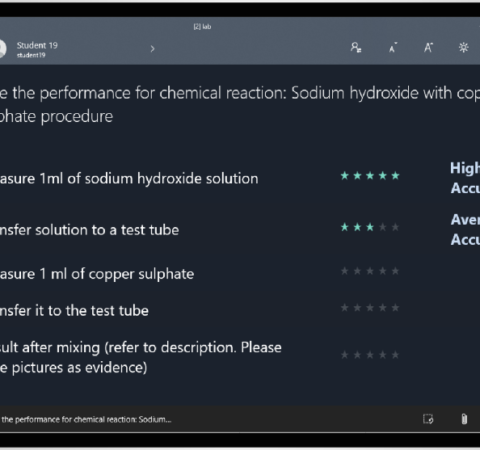 lab
Student 19
student19
e the performance for chemical reaction: Sodium hydroxide with cop
phate procedure
asure 1ml of sodium hydroxide solution
High
Accu
nsfer solution to a test tube
Aver
Accu
asure 1 ml of copper sulphate
nsfer it to the test tube
sult after mixing (refer to description. Please
e pictures as evidence)
the performance for chemical reaction: Sodium...